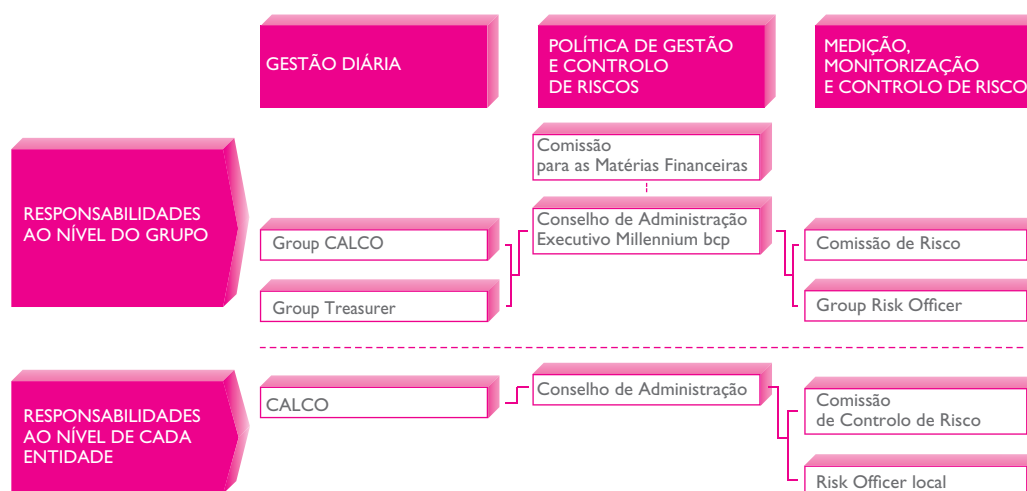 GESTÃO DIÁRIA
POLÍTICA DE GESTÃO
E CONTROLO
DE RISCOS
MEDIÇÃO,
MONITORIZAÇÃO
E CONTROLO DE RISCO
RESPONSABILIDADES
AO NÍVEL DO GRUPO
Comissão
para as Matérias Financeiras
Group CALCO
Conselho de Administração
Executivo Millennium bcp
Comissão de Risco
Group Treasurer
Group Risk Officer
RESPONSABILIDADES
AO NÍVEL DE CADA
ENTIDADE
CALCO
Conselho de Administração
Comissão
de Controlo de Risco
Risk Officer local